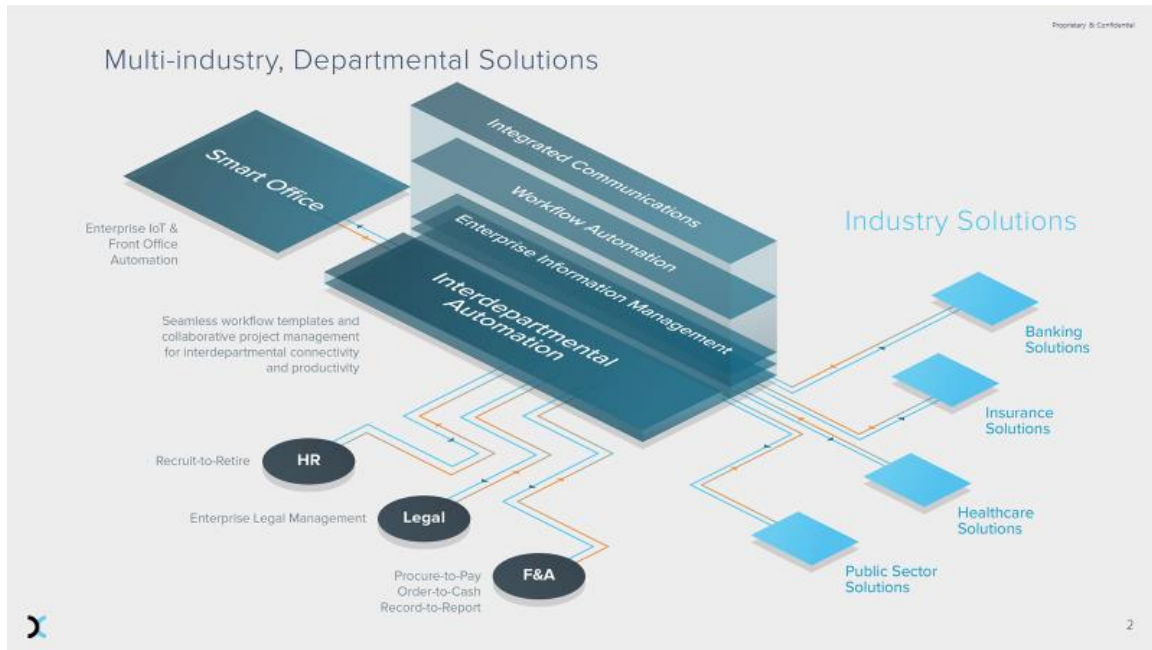 Proprietary & Confidential
Multi-industry, Departmental Solutions
Integrated Communications
Smart Office
Workflow Automation
Enterprise Information Management
Interdepartmental
Automation
Enterprise IoT &
Front Office
Automation
Seamless workflow templates and
collaborative project management
for interdepartmental connectivity
and productivity
Industry Solutions
Banking
Solutions
Insurance
Solutions
Healthcare
Solutions
Public Sector
Solutions
Recruit-to-Retire
HR
Enterprise Legal Management
Legal
Procure-to-Pay
Order-to-Cash
Record-to-Report
F&A
2